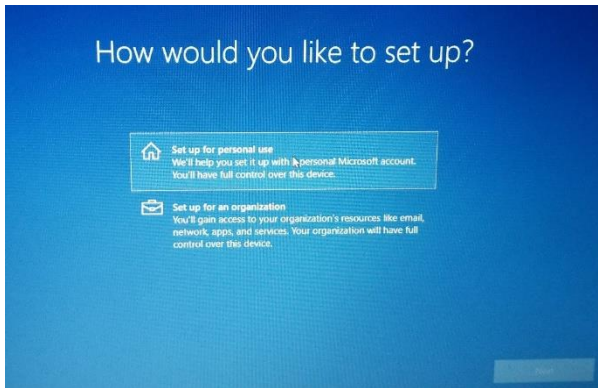 How would you like to set up?
Set up for personal use
We'll help you set it up with a personal Microsoft account.
You'll have full control over this device.
Set up for an organization
You'll gain access to your organization's resources like email,
network, apps, and services. Your organization will have full
control over this device.
Next